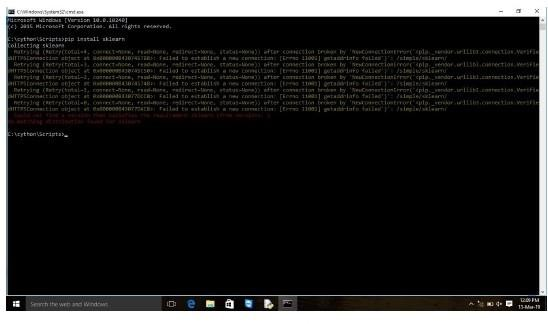 C:\Windows\System32\cmd.exe
Microsoft Windows [Version 10.0.10240]
(c) 2015 Microsoft Corporation. All rights reserved.
C:\cython\Scripts>pip install sklearn
Collecting sklearn
Retrying (Retry(total=4, connect=None, read=None, redirect=None, status=None)) after connection broken by 'NewConnectionError('<pip._vendor.urllib3.connection.Verifie
dHTTPSConnection object at Failed to establish a new connection: [Errno 11001] getaddrinfo failed')': /simple/sklearn/
Retrying (Retry(total=3, connect=None, read=None, redirect=None, status=None)) after connection broken by 'NewConnectionError('<pip._vendor.urllib3.connection.Verifie
dHTTPSConnection object at Failed to establish a new connection: [Errno 11001] getaddrinfo failed')': /simple/sklearn/
Retrying (Retry(total=2, connect=None, read=None, redirect=None, status=None)) after connection broken by 'NewConnectionError('<pip._vendor.urllib3.connection.Verifie
dHTTPSConnection object at Failed to establish a new connection: [Errno 11001] getaddrinfo failed')': /simple/sklearn/
Retrying (Retry(total=1, connect=None, read=None, redirect=None, status=None)) after connection broken by 'NewConnectionError('<pip._vendor.urllib3.connection.Verifie
dHTTPSConnection object at Failed to establish a new connection: [Errno 11001] getaddrinfo failed')': /simple/sklearn/
Retrying (Retry(total=0, connect=None, read=None, redirect=None, status=None)) after connection broken by 'NewConnectionError('<pip._vendor.urllib3.connection.Verifie
dHTTPSConnection object at Failed to establish a new connection: [Errno 11001] getaddrinfo failed')': /simple/sklearn/
Could not find a version that satisfies the requirement sklearn (from versions: )
No matching distribution found for sklearn
C:\cython\Scripts>_
Search the web and Windows
12:09 PM
13-Mar-19